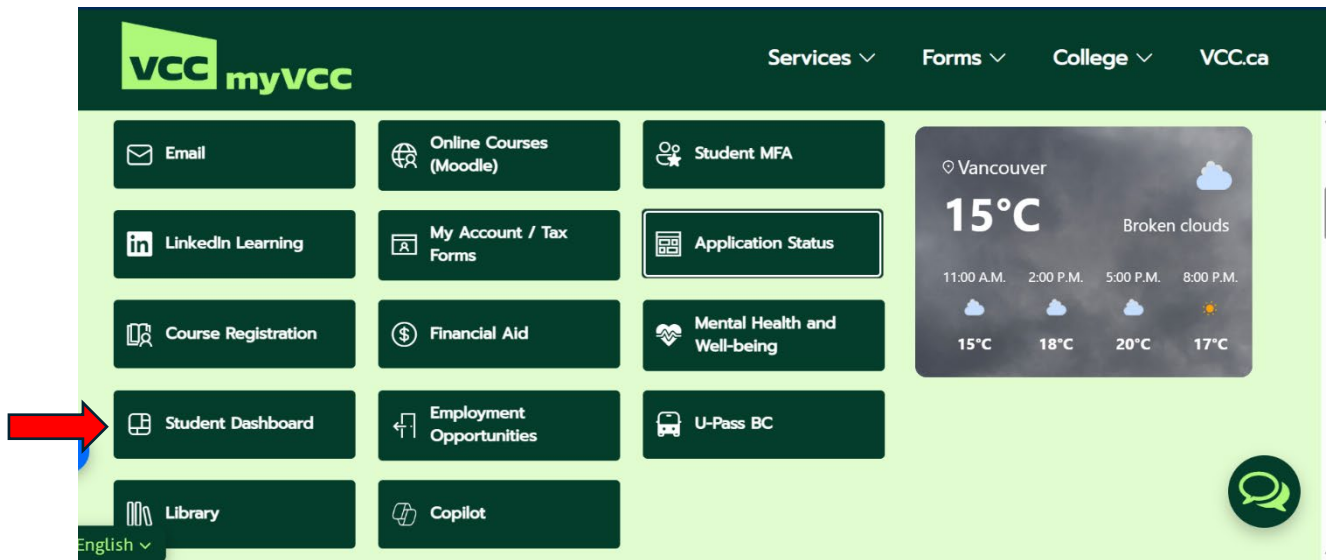 vcc myvcc
Services
Forms
College
VCC.ca
Email
Online Courses
(Moodle)
Student MFA
in LinkedIn Learning
My Account / Tax
Forms
Application Status
Course Registration
$ Financial Aid
Mental Health and
Well-being
Student Dashboard
Employment
Opportunities
U-Pass BC
Library
Copilot
Vancouver
15°C
Broken clouds
11:00 A.M. 2:00 P.M. 5:00 P.M. 8:00 P.M.
15°C 18°C 20°C 17°C
English